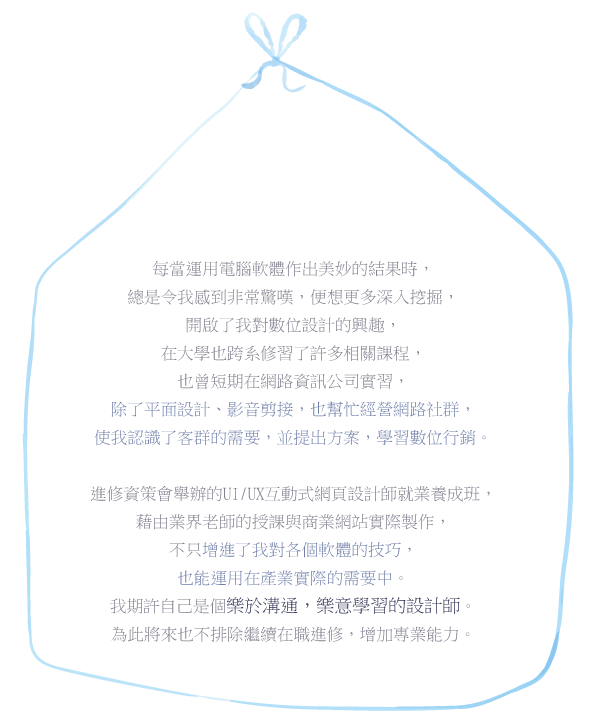 每當運用電腦軟體作出美妙的結果時，
總是令我感到非常驚嘆，便想更多深入挖掘，
開啟了我對數位設計的興趣，
在大學也跨系修習了許多相關課程，
也曾短期在網路資訊公司實習，
除了平面設計、影音剪接，也幫忙經營網路社群，
使我認識了客群的需要，並提出方案，學習數位行銷。
進修資策會舉辦的UI/UX互動式網頁設計師就業養成班，
藉由業界老師的授課與商業網站實際製作，
不只增進了我對各個軟體的技巧，
也能運用在產業實際的需要中。
我期許自己是個樂於溝通，樂意學習的設計師。
為此將來也不排除繼續在職進修，增加專業能力。